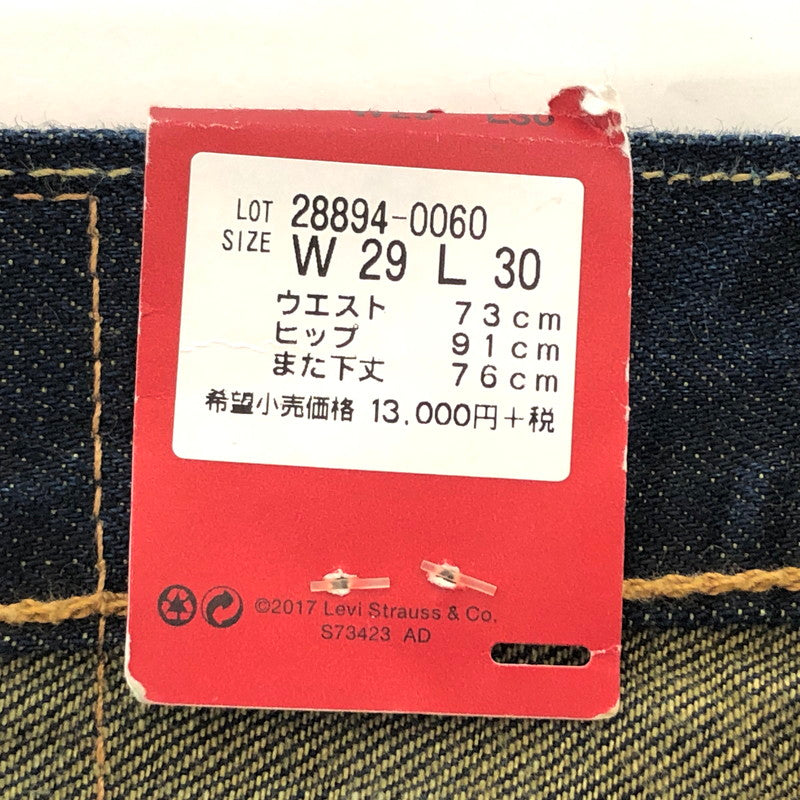 LOT 28894-0060
SIZE W 29 L 30
ウエスト 73cm
ヒップ 91cm
また下丈 76cm
希望小売価格 13,000円+税
©2017 Levi Strauss & Co.
S73423 AD